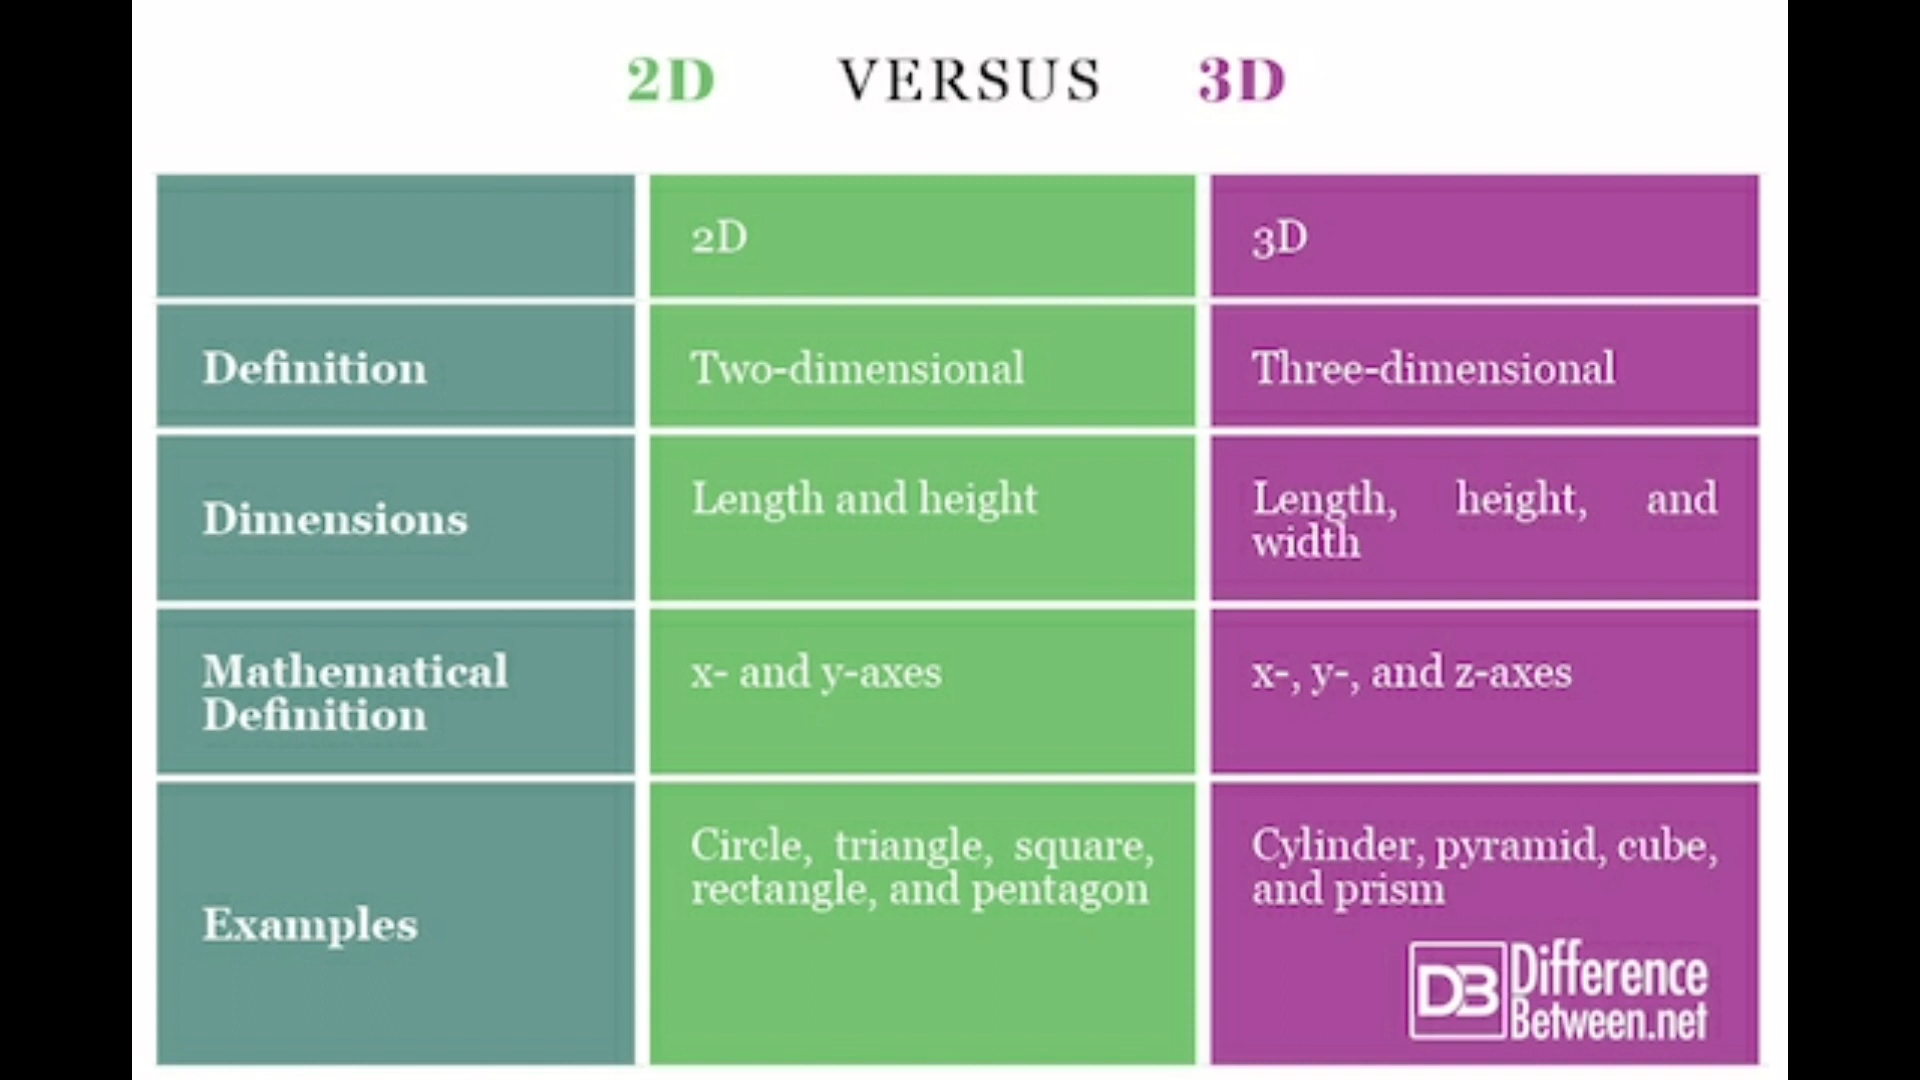 2D VERSUS 3D
2D
3D
Definition
Two-dimensional
Three-dimensional
Dimensions
Length and height
Length, height, and
width
Mathematical
Definition
x- and y-axes
x-, y-, and z-axes
Examples
Circle, triangle, square,
rectangle, and pentagon
Cylinder, pyramid, cube,
and prism
DB
Difference
Between.net